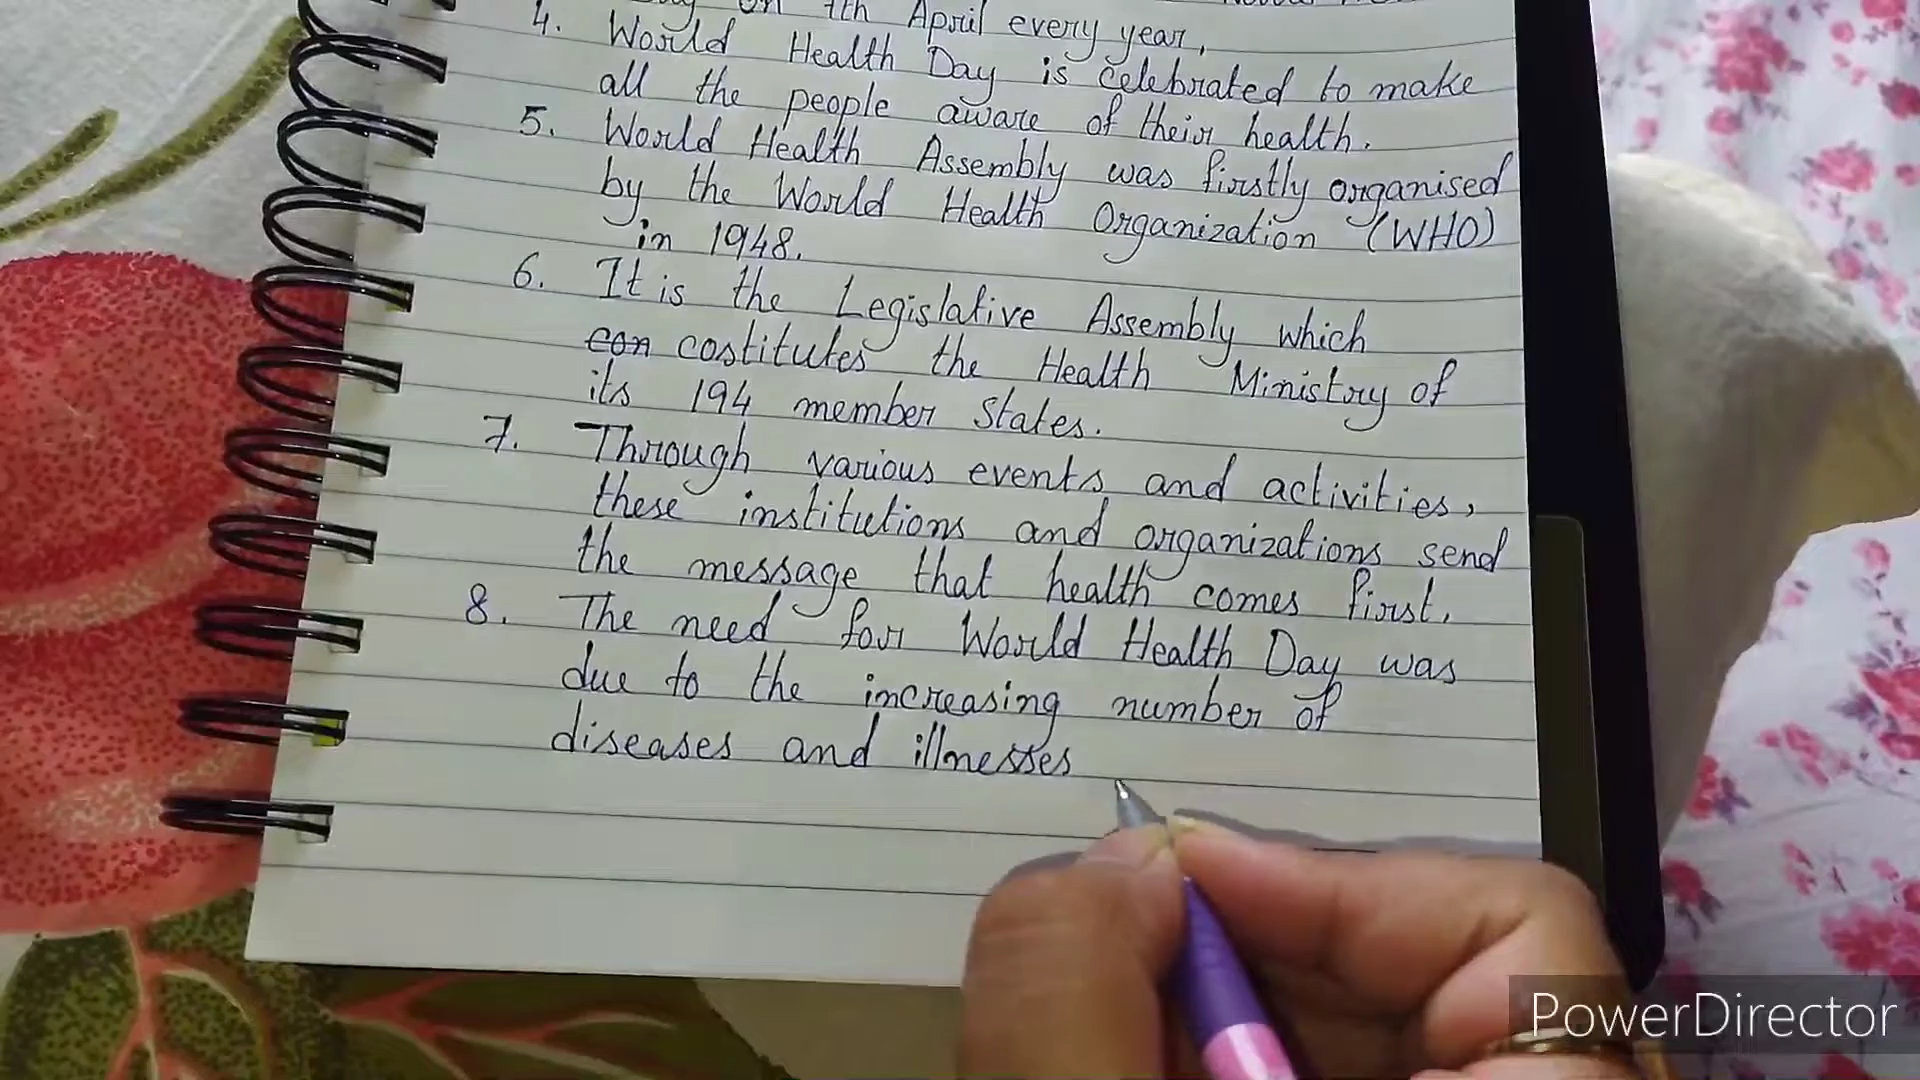 on 7th April every year,
4. World Health Day is celebrated to make
all the people aware of their health.
5. World Health Assembly was firstly organised
by the World Health Organization (WHO)
in 1948.
6. It is the Legislative Assembly which
con costitutes the Health Ministry of
its 194 member States.
7. Through various events and activities,
these institutions and organizations send
the message that health comes first.
8. The need for World Health Day was
due to the increasing number of
diseases and illnesses
PowerDirector